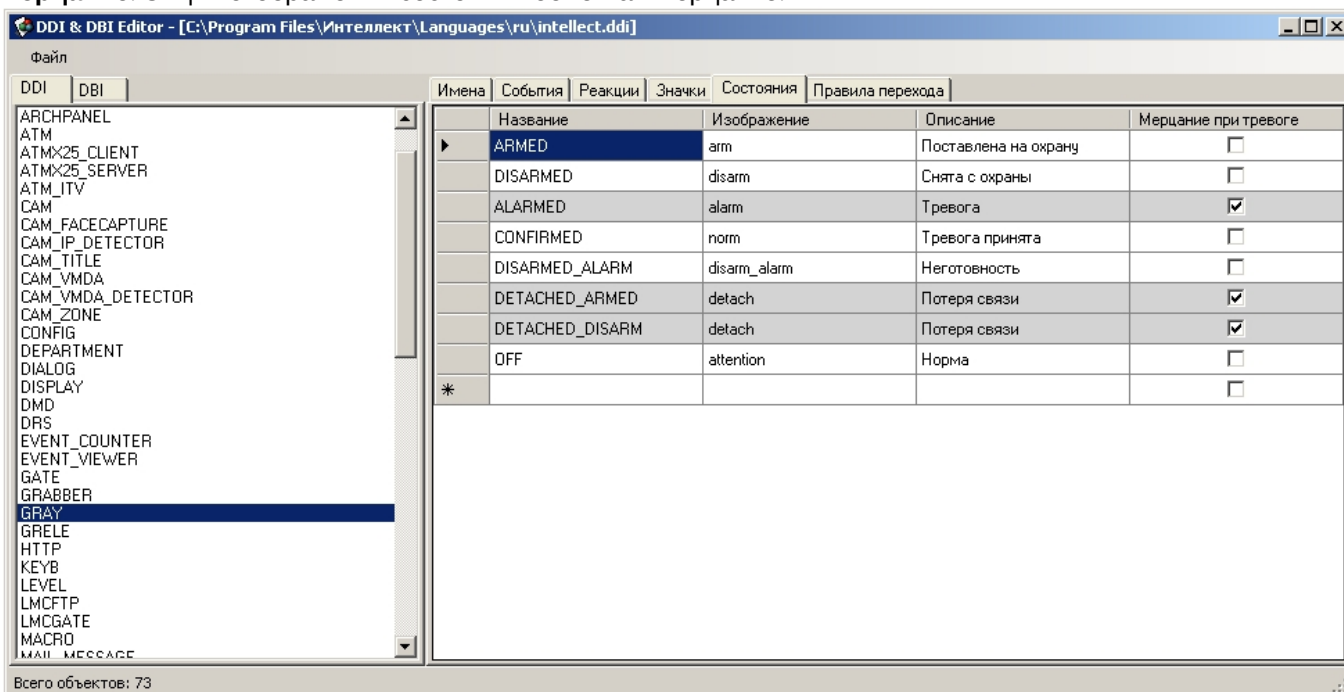 DDI & DBI Editor - [C:\Program Files\Интеллект\Languages\ru\intellect.ddi]
Файл
DDI DBI
Имена События Реакции Значки Состояния Правила перехода
ARCHPANEL
ATM
ATMX25_CLIENT
ATMX25_SERVER
ATM_ITV
CAM
CAM_FACECAPTURE
CAM_IP_DETECTOR
CAM_TITLE
CAM_VMDA
CAM_VMDA_DETECTOR
CAM_ZONE
CONFIG
DEPARTMENT
DIALOG
DISPLAY
DMD
DRS
EVENT_COUNTER
EVENT_VIEWER
GATE
GRABBER
GRAY
GRELE
HTTP
KEYB
LEVEL
LMCFTP
LMCGATE
MACRO
MAIL_MESSAGE
Название Изображение Описание Мерцание при тревоге
ARMED arm Поставлена на охрану
DISARMED disarm Снята с охраны
ALARMED alarm Тревога
CONFIRMED norm Тревога принята
DISARMED_ALARM disarm_alarm Неготовность
DETACHED_ARMED detach Потеря связи
DETACHED_DISARM detach Потеря связи
OFF attention Норма
Всего объектов: 73